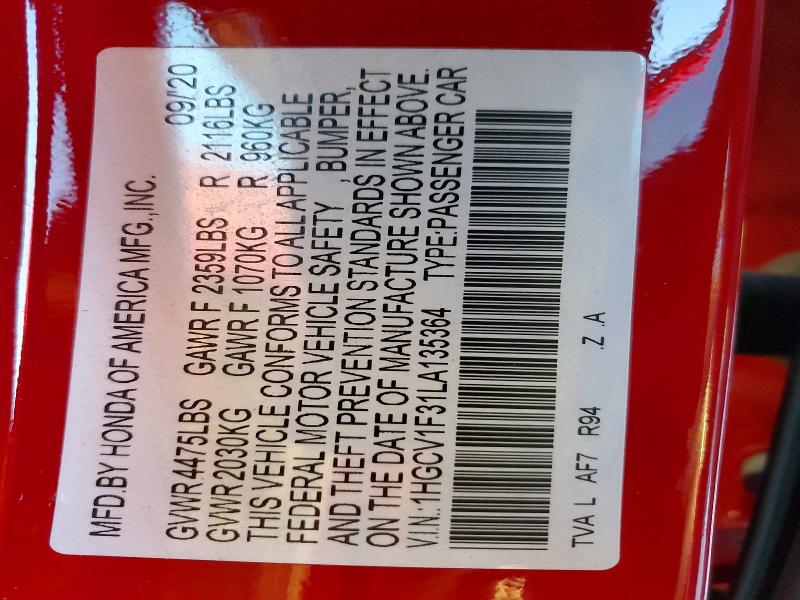 MFD.BY HONDA OF AMERICA MFG.,INC.
09/'20
GVWR 4475LBS GAWR F 2359LBS R 2116LBS
GVWR 2030KG GAWR F 1070KG R 960KG
THIS VEHICLE CONFORMS TO ALL APPLICABLE
FEDERAL MOTOR VEHICLE SAFETY , BUMPER,
AND THEFT PREVENTION STANDARDS IN EFFECT
ON THE DATE OF MANUFACTURE SHOWN ABOVE.
V.I.N.:1HGCV1F31LA135364 TYPE:PASSENGER CAR
TVA L AF7 R94 .Z .A